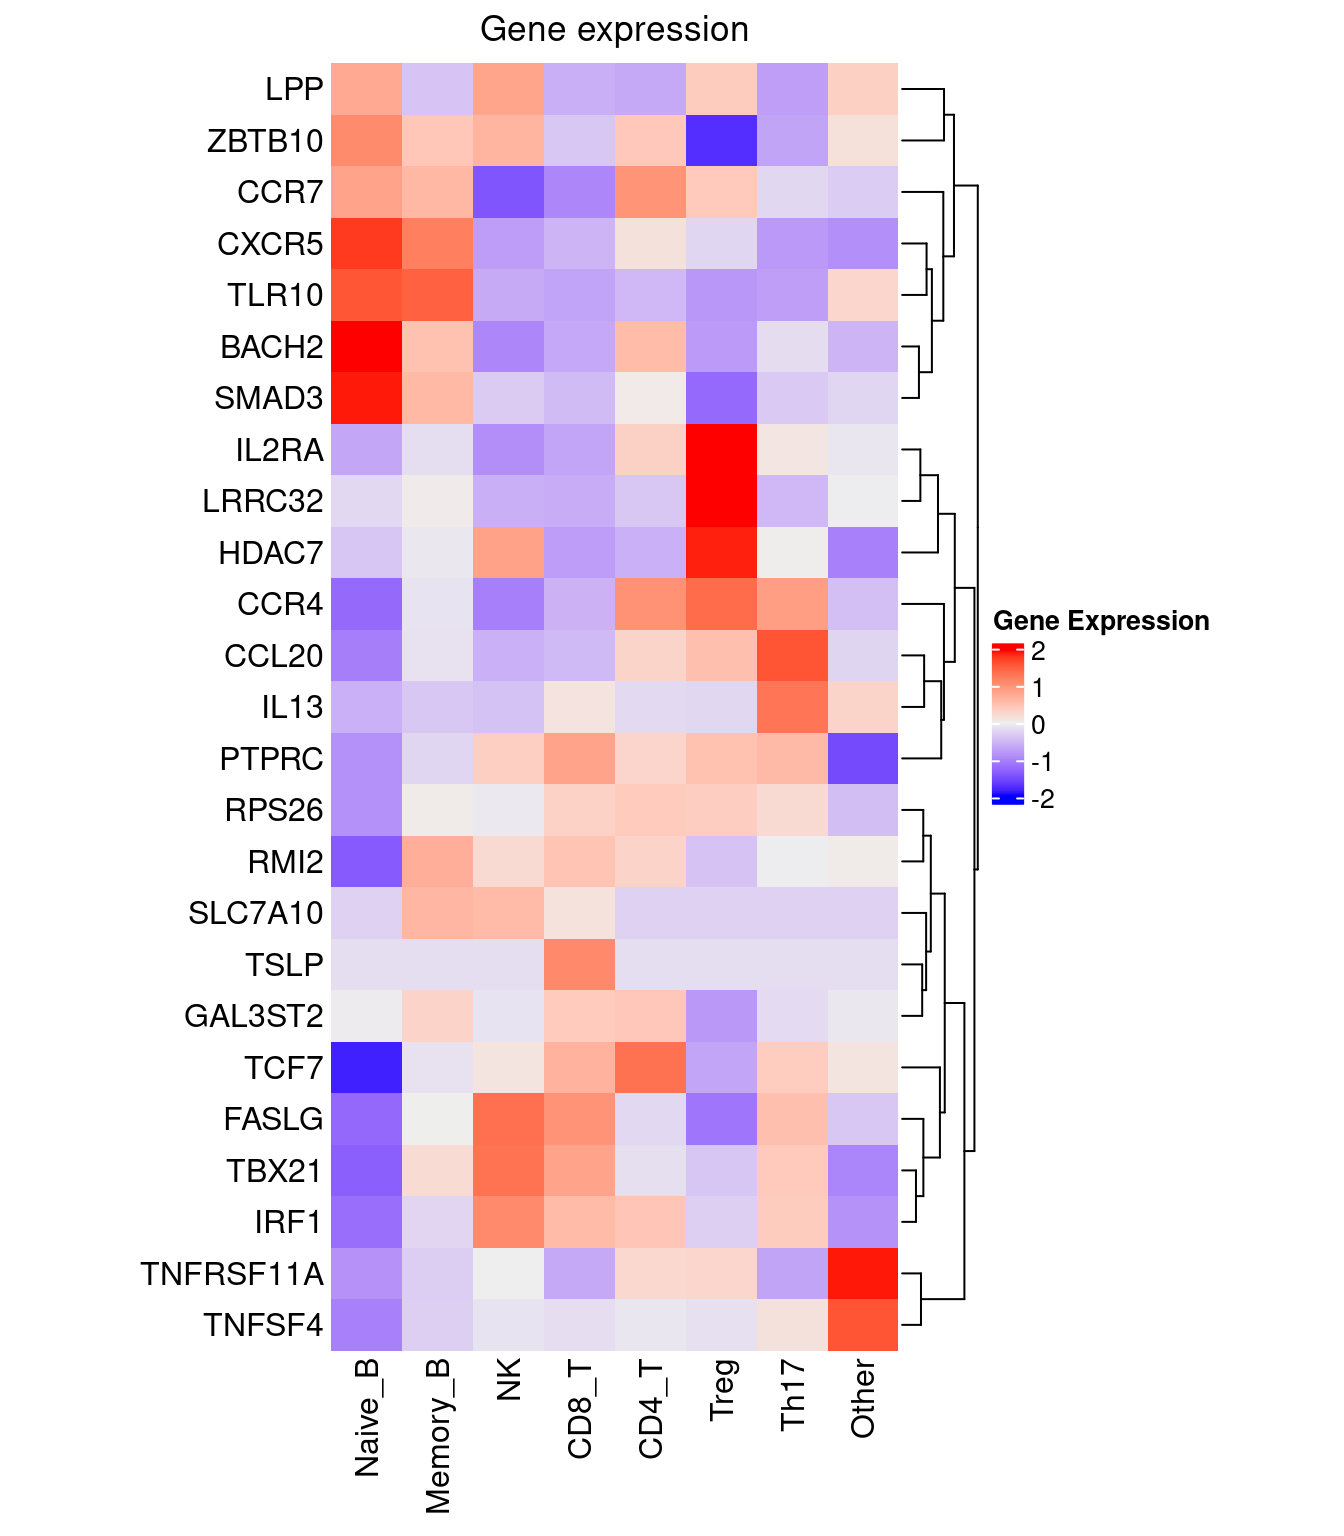 Gene expression
LPP
ZBTB10
CCR7
CXCR5
TLR10
BACH2
SMAD3
IL2RA
LRRC32
HDAC7
CCR4
CCL20
IL13
PTPRC
RPS26
RMI2
SLC7A10
TSLP
GAL3ST2
TCF7
FASLG
TBX21
IRF1
TNFRSF11A
TNFSF4
Naive_B
Memory_B
NK
CD8_T
CD4_T
Treg
Th17
Other
Gene Expression
2
1
0
-1
-2